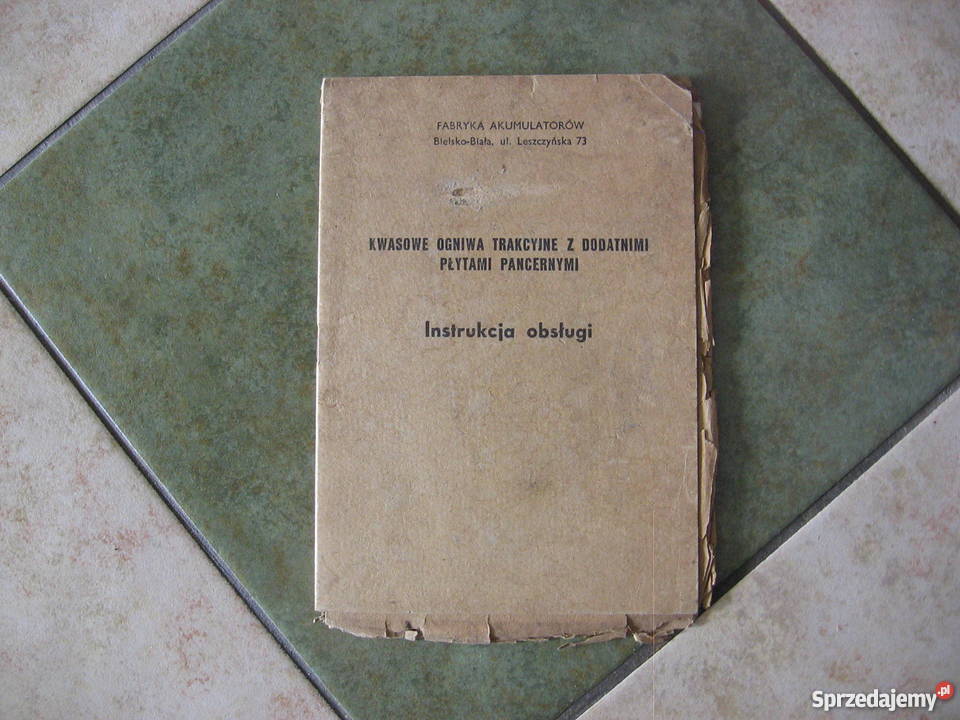 FABRYKA AKUMULATORÓW
Bielsko-Biała, ul. Leszczyńska 73
KWASOWE OGNIWA TRAKCYJNE Z DODATNIMI
PŁYTAMI PANCERNYMI
Instrukcja obsługi
Sprzedajemy.pl